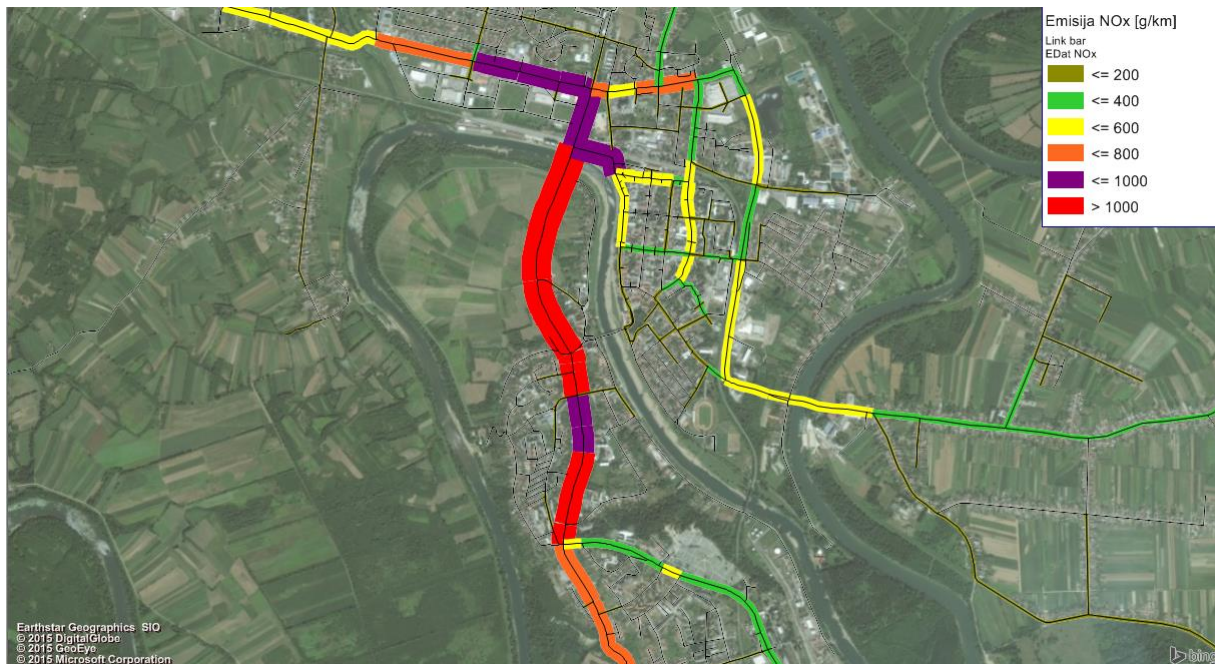 Emisija NOx [g/km]
Link bar
EDat NOx
<= 200
<= 400
<= 600
<= 800
<= 1000
> 1000
Earthstar Geographics SIO
© 2015 DigitalGlobe
© 2015 GeoEye
© 2015 Microsoft Corporation
bing